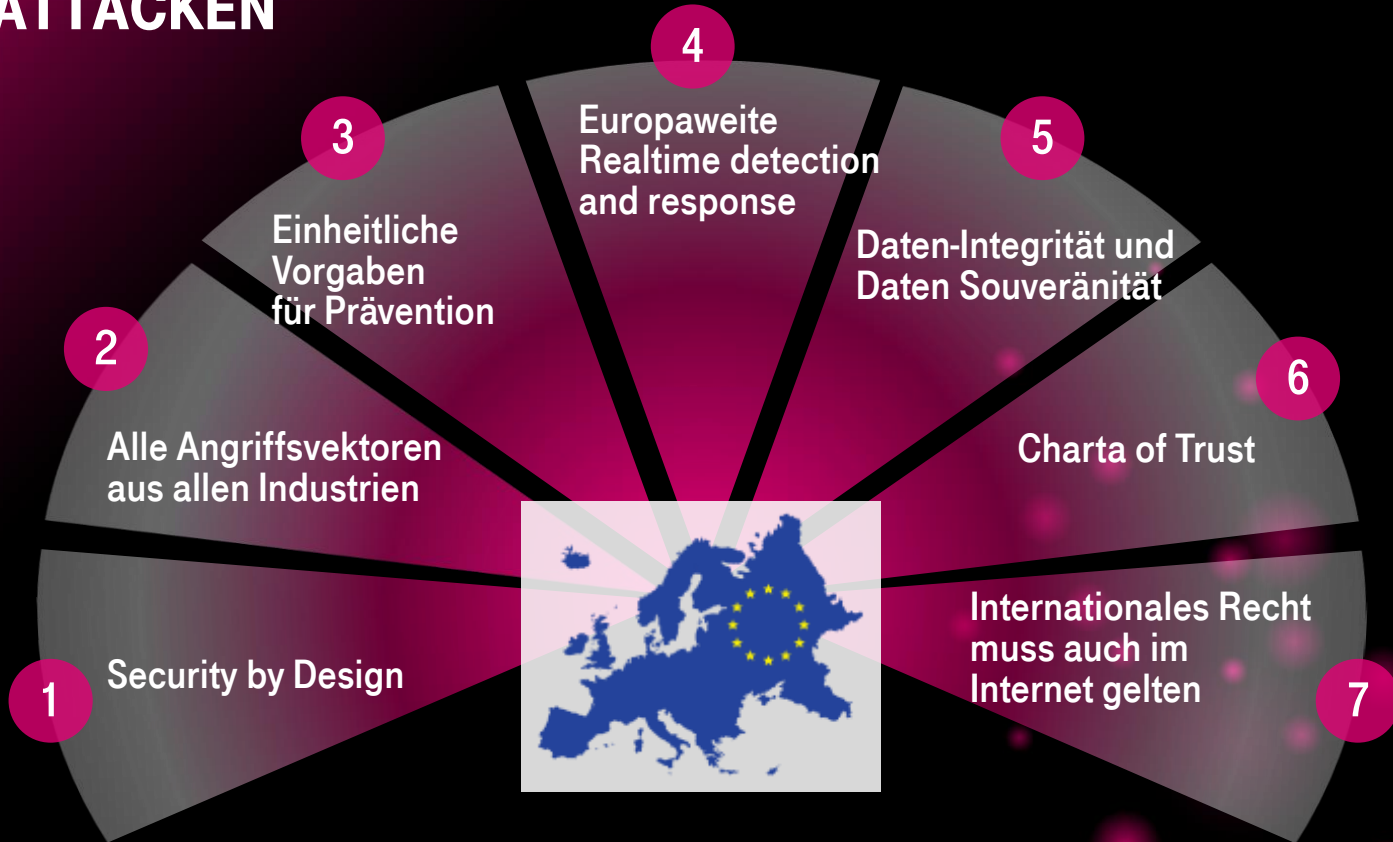 ATTACKEN
1
Security by Design
2
Alle Angriffsvektoren
aus allen Industrien
3
Einheitliche
Vorgaben
für Prävention
4
Europaweite
Realtime detection
and response
5
Daten-Integrität und
Daten Souveränität
6
Charta of Trust
7
Internationales Recht
muss auch im
Internet gelten